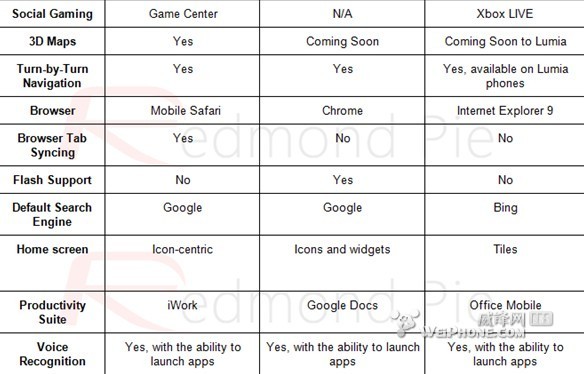 Social Gaming Game Center N/A Xbox LIVE
3D Maps Yes Coming Soon Coming Soon to Lumia
Turn-by-Turn Navigation Yes Yes Yes, available on Lumia phones
Browser Mobile Safari Chrome Internet Explorer 9
Browser Tab Syncing Yes No No
Flash Support No Yes No
Default Search Engine Google Google Bing
Home screen Icon-centric Icons and widgets Tiles
Productivity Suite iWork Google Docs Office Mobile
Voice Recognition Yes, with the ability to launch apps Yes, with the ability to launch apps Yes, with the ability to launch apps
Redmond Pie
Redmond Pie
威锋网
WEIPHONE.COM